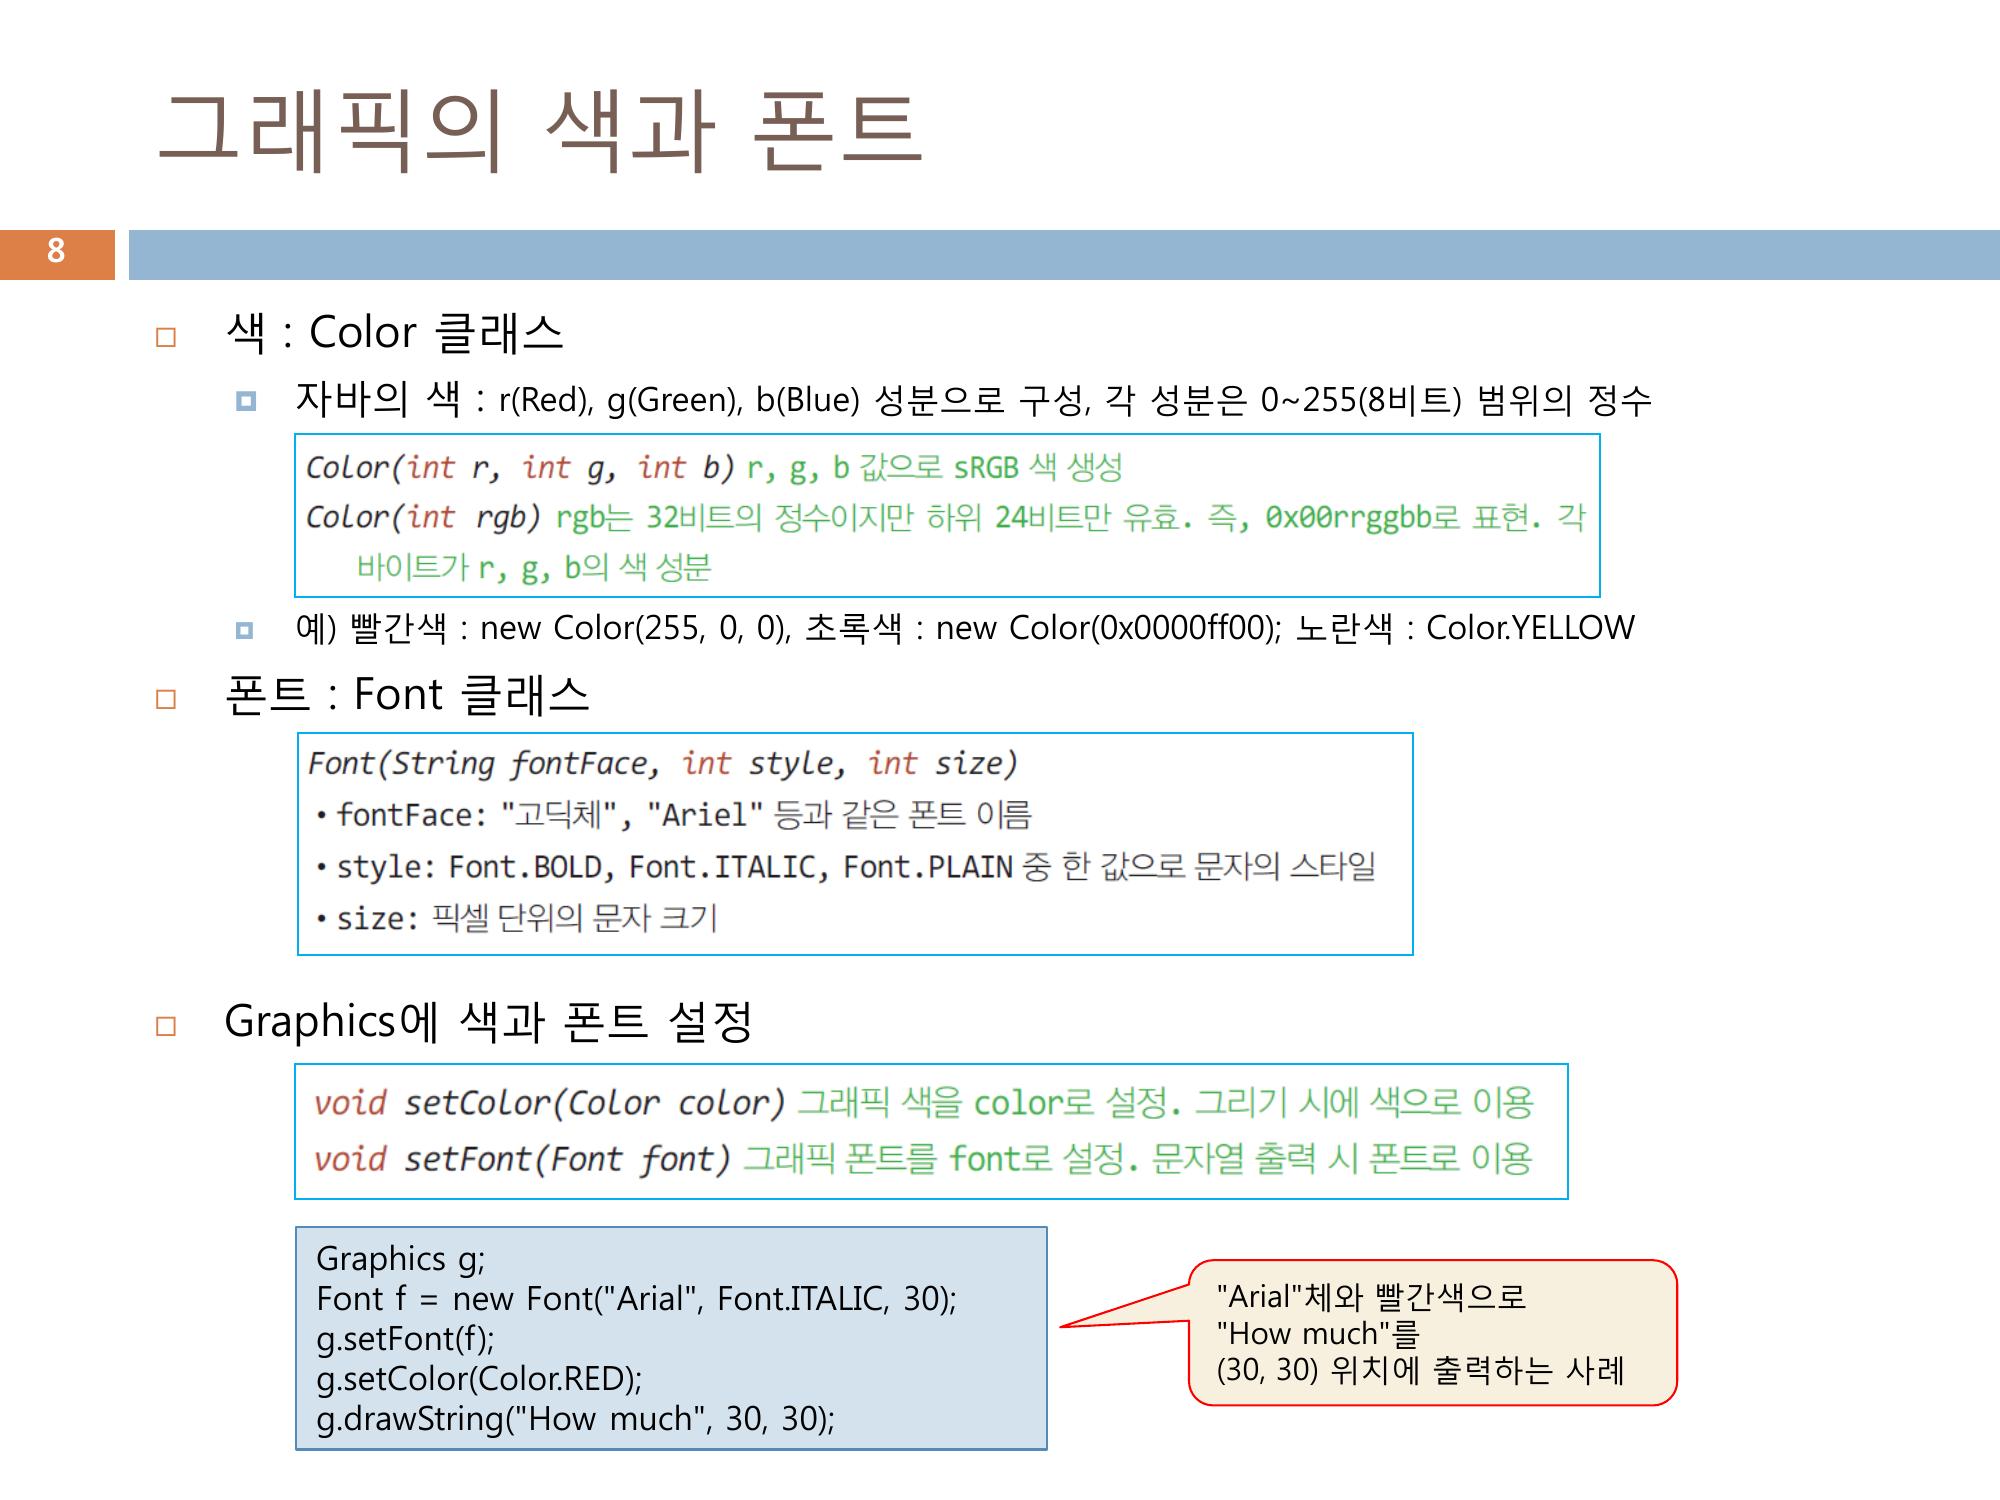 그래픽의 색과 폰트
8
색 : Color 클래스
자바의 색 : r(Red), g(Green), b(Blue) 성분으로 구성, 각 성분은 0~255(8비트) 범위의 정수
Color(int r, int g, int b) r, g, b 값으로 sRGB 색 생성
Color(int rgb) rgb는 32비트의 정수이지만 하위 24비트만 유효. 즉, 0x00rrggbb로 표현. 각
바이트가 r, g, b의 색 성분
예) 빨간색 : new Color(255, 0, 0), 초록색 : new Color(0x0000ff00); 노란색 : Color.YELLOW
폰트 : Font 클래스
Font(String fontFace, int style, int size)
• fontFace: "고딕체", "Ariel" 등과 같은 폰트 이름
• style: Font.BOLD, Font.ITALIC, Font.PLAIN 중 한 값으로 문자의 스타일
• size: 픽셀 단위의 문자 크기
Graphics에 색과 폰트 설정
void setColor(Color color) 그래픽 색을 color로 설정. 그리기 시에 색으로 이용
void setFont(Font font) 그래픽 폰트를 font로 설정. 문자열 출력 시 폰트로 이용
Graphics g;
Font f = new Font("Arial", Font.ITALIC, 30);
g.setFont(f);
g.setColor(Color.RED);
g.drawString("How much", 30, 30);
"Arial"체와 빨간색으로
"How much"를
(30, 30) 위치에 출력하는 사례